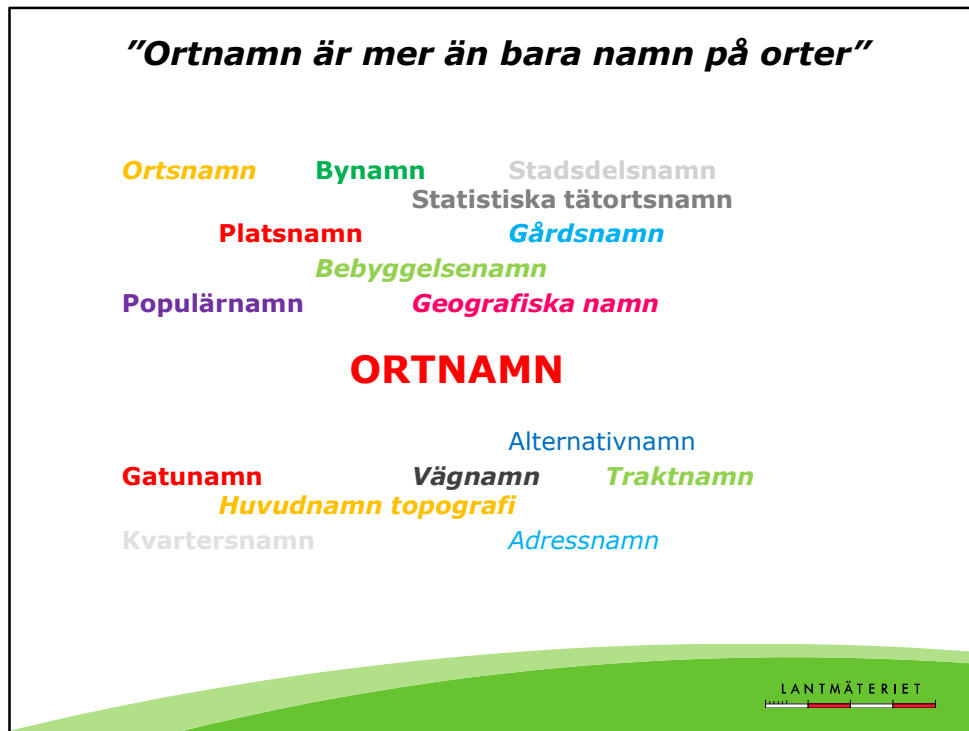 ”Ortnamn är mer än bara namn på orter”
Ortsnamn Bynamn Stadsdelsnamn
Statistiska tätortsnamn
Platsnamn Gårdsnamn
Bebyggelsenamn
Populärnamn Geografiska namn
ORTNAMN
Alternativnamn
Gatunamn Vägnamn Traktnamn
Huvudnamn topografi
Kvartersnamn Adressnamn
LANTMÄTERIET